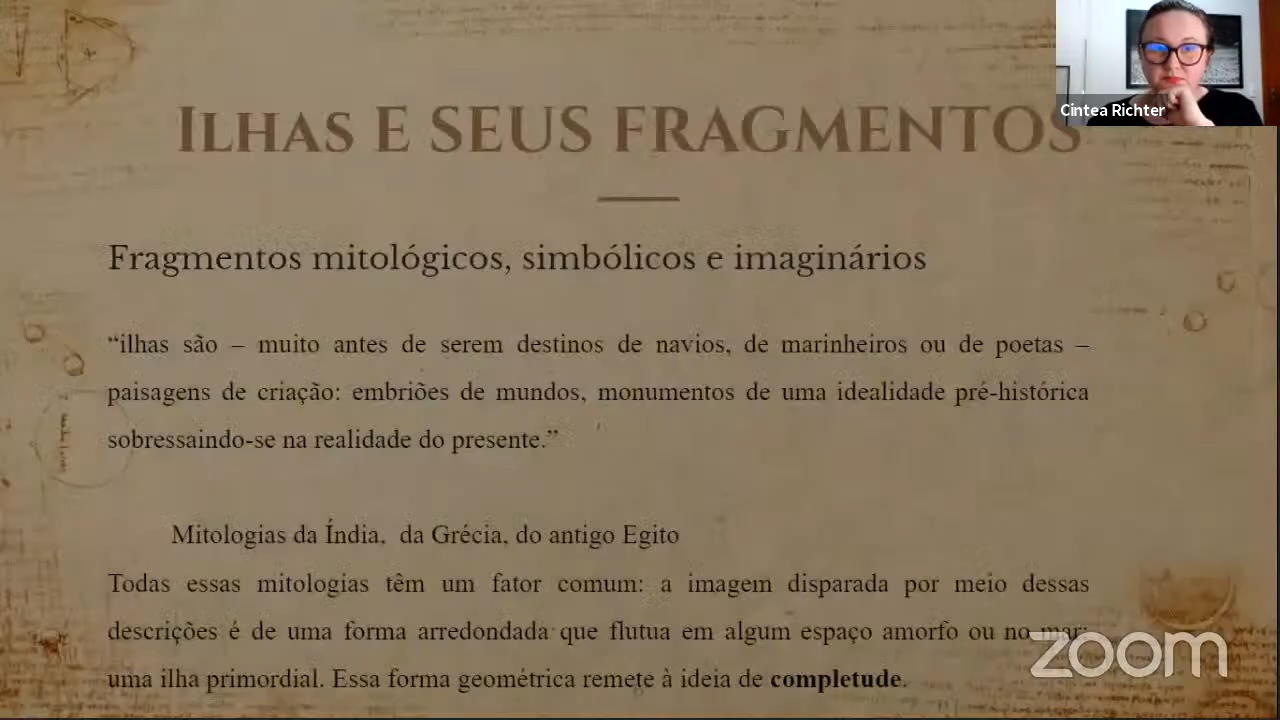 Cintea Richter
ILHAS E SEUS FRAGMENTOS
Fragmentos mitológicos, simbólicos e imaginários
“ilhas são – muito antes de serem destinos de navios, de marinheiros ou de poetas –
paisagens de criação: embriões de mundos, monumentos de uma idealidade pré-histórica
sobressaindo-se na realidade do presente.”
Mitologias da Índia, da Grécia, do antigo Egito
Todas essas mitologias têm um fator comum: a imagem disparada por meio dessas
descrições é de uma forma arredondada que flutua em algum espaço amorfo ou no mar:
uma ilha primordial. Essa forma geométrica remete à ideia de completude.
zoom